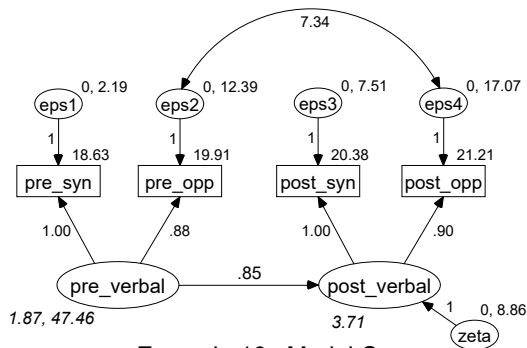 7.34
0, 2.19
0, 12.39
0, 7.51
0, 17.07
eps1
eps2
eps3
eps4
1
1
1
1
18.63
19.91
20.38
21.21
pre_syn
pre_opp
post_syn
post_opp
1.00
.88
1.00
.90
.85
pre_verbal
post_verbal
1.87, 47.46
3.71
1
0, 8.86
zeta